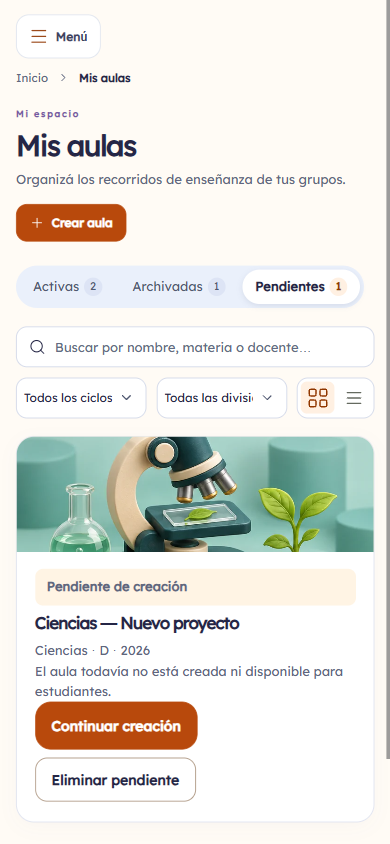 Menú
Inicio > Mis aulas
Mi espacio
Mis aulas
Organizá los recorridos de enseñanza de tus grupos.
+ Crear aula
Activas 2 Archivadas 1 Pendientes 1
Buscar por nombre, materia o docente...
Todos los ciclos Todas las divisi
Pendiente de creación
Ciencias — Nuevo proyecto
Ciencias · D · 2026
El aula todavía no está creada ni disponible para
estudiantes.
Continuar creación
Eliminar pendiente